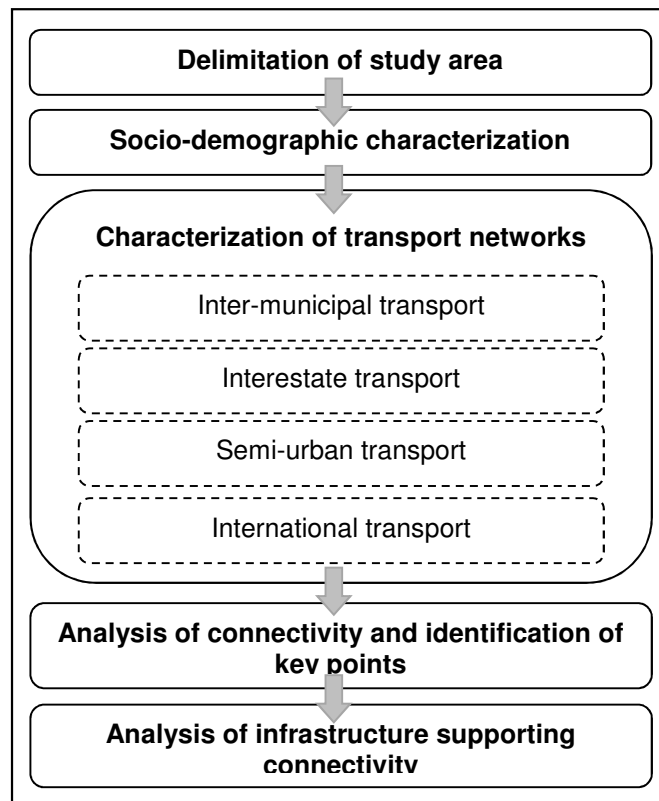 Delimitation of study area
Socio-demographic characterization
Characterization of transport networks
Inter-municipal transport
Interestate transport
Semi-urban transport
International transport
Analysis of connectivity and identification of
key points
Analysis of infrastructure supporting
connectivity